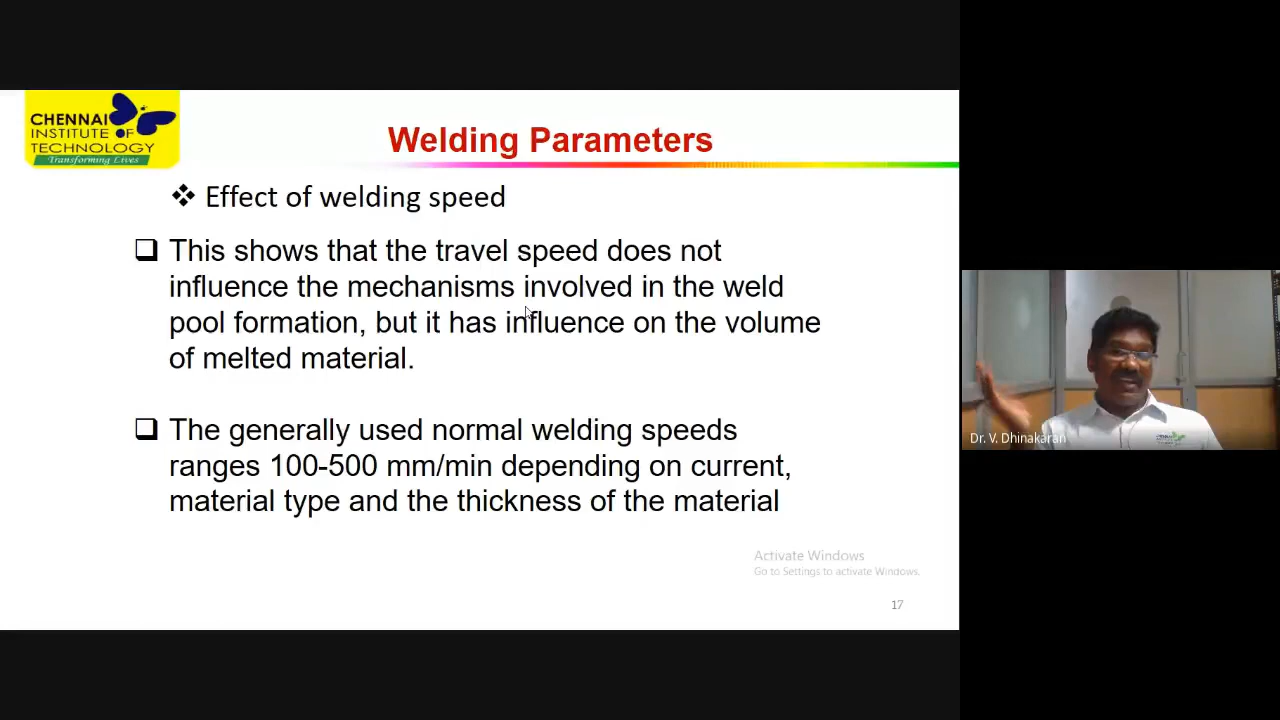 CHENNAI
INSTITUTE OF
TECHNOLOGY
Transforming Lives
Welding Parameters
❖ Effect of welding speed
❑ This shows that the travel speed does not
influence the mechanisms involved in the weld
pool formation, but it has influence on the volume
of melted material.
❑ The generally used normal welding speeds
ranges 100-500 mm/min depending on current,
material type and the thickness of the material
Activate Windows
Go to Settings to activate Windows.
17
Dr. V. Dhinakaran